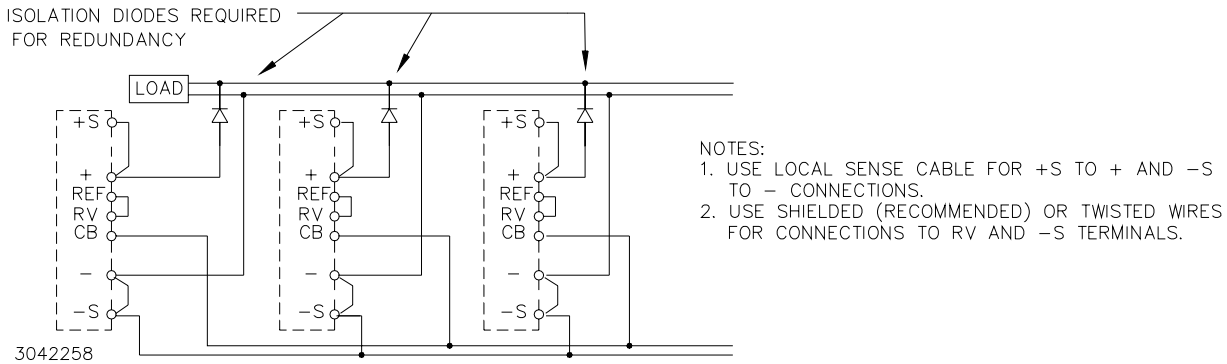 ISOLATION DIODES REQUIRED
FOR REDUNDANCY
LOAD
+S
+
REF
RV
CB
-
-S
+S
+
REF
RV
CB
-
-S
+S
+
REF
RV
CB
-
-S
NOTES:
1. USE LOCAL SENSE CABLE FOR +S TO + AND -S
TO - CONNECTIONS.
2. USE SHIELDED (RECOMMENDED) OR TWISTED WIRES
FOR CONNECTIONS TO RV AND -S TERMINALS.
3042258